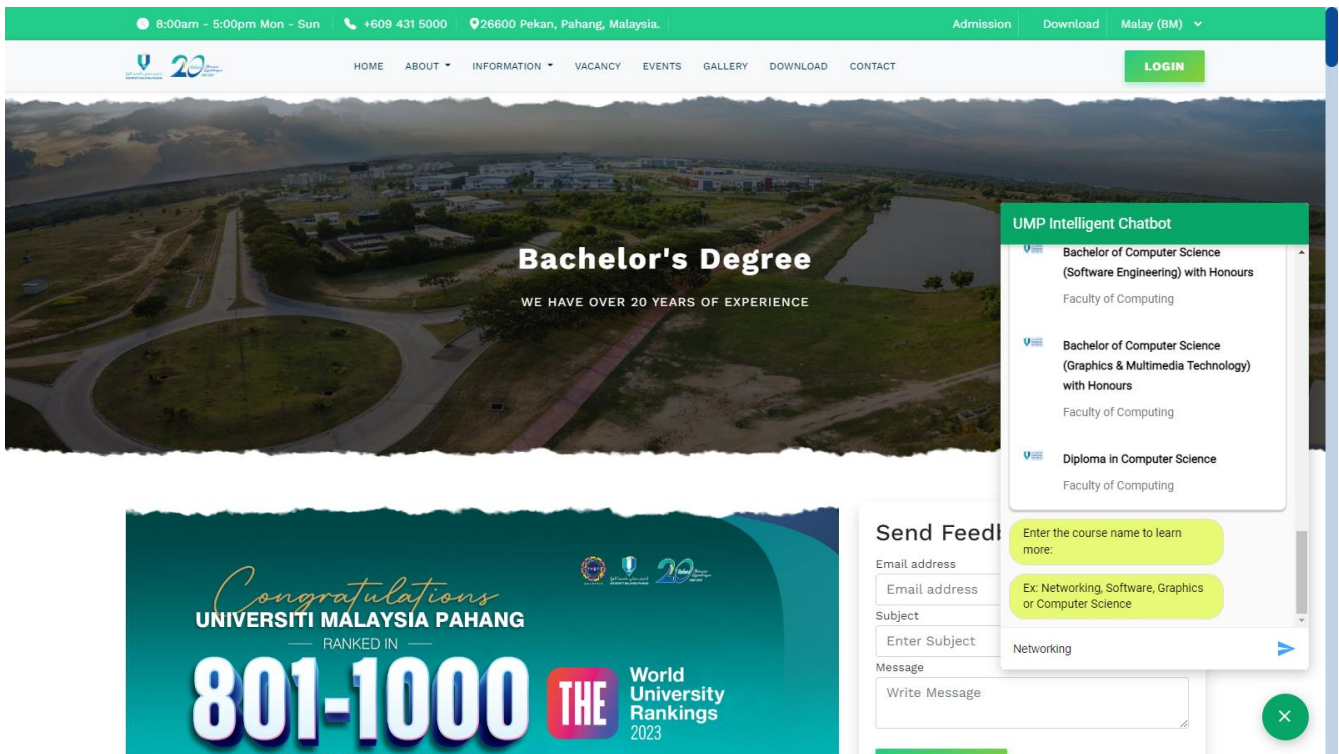 8:00am - 5:00pm Mon - Sun
+609 431 5000
26600 Pekan, Pahang, Malaysia.
Admission
Download
Malay (BM)
20
HOME
ABOUT
INFORMATION
VACANCY
EVENTS
GALLERY
DOWNLOAD
CONTACT
LOGIN
Bachelor's Degree
WE HAVE OVER 20 YEARS OF EXPERIENCE
Congratulations
UNIVERSITI MALAYSIA PAHANG
RANKED IN
801-1000
THE
World
University
Rankings
2023
20
Send Feedb
Email address
Email address
Subject
Enter Subject
Message
Write Message
UMP Intelligent Chatbot
Bachelor of Computer Science
(Software Engineering) with Honours
Faculty of Computing
Bachelor of Computer Science
(Graphics & Multimedia Technology)
with Honours
Faculty of Computing
Diploma in Computer Science
Faculty of Computing
Enter the course name to learn
more:
Ex: Networking, Software, Graphics
or Computer Science
Networking